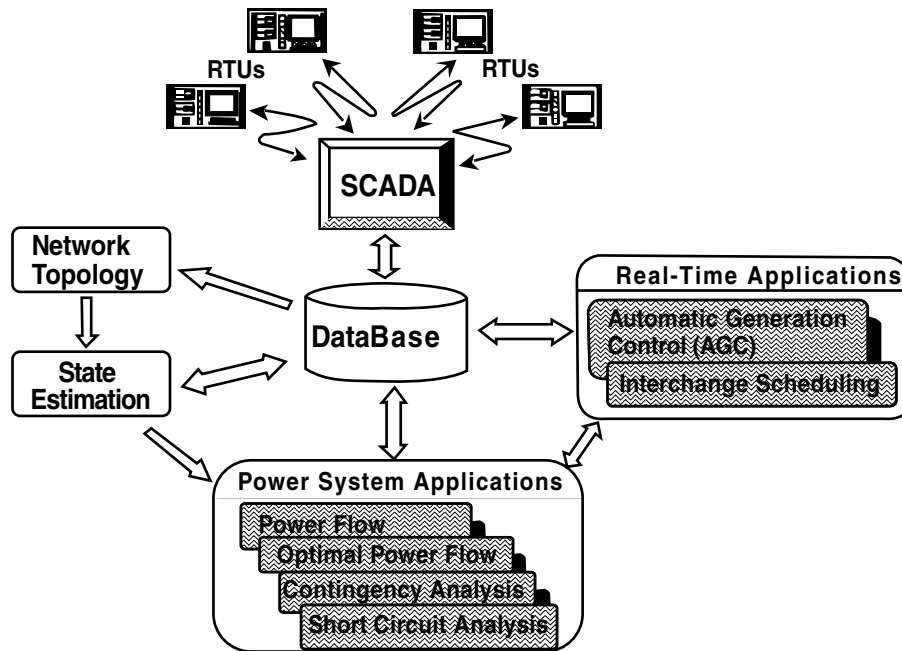 RTUs
RTUs
SCADA
Network
Topology
Real-Time Applications
Automatic Generation
Control (AGC)
DataBase
State
Estimation
Interchange Scheduling
Power System Applications
Power Flow
Optimal Power Flow
Contingency Analysis
Short Circuit Analysis